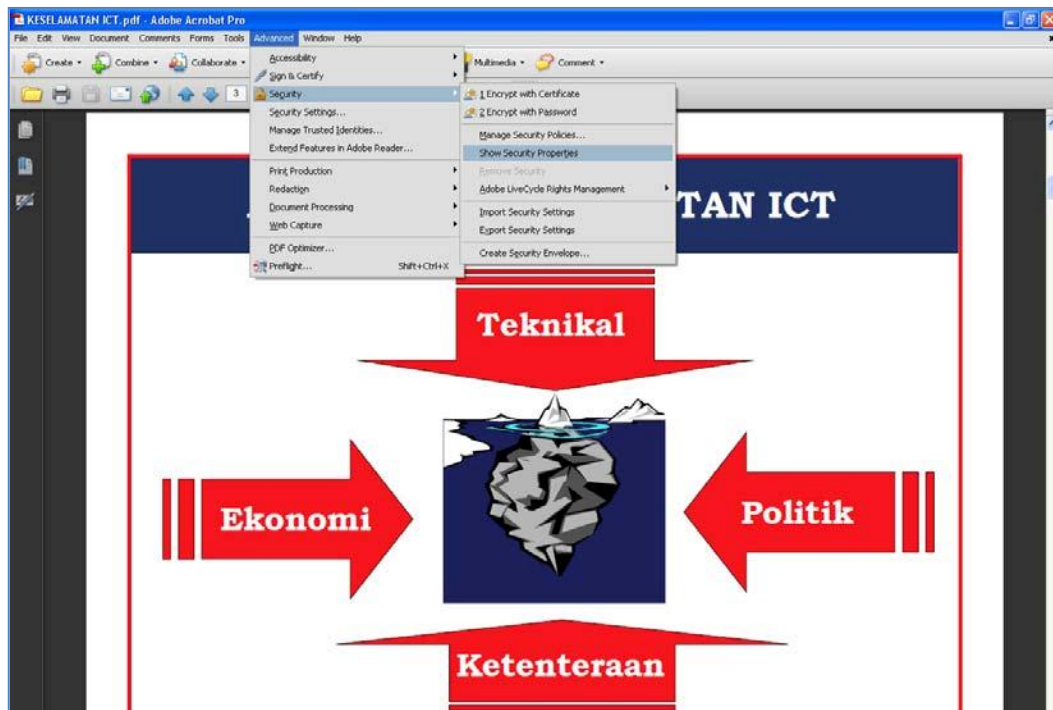 KESELAMATAN ICT.pdf - Adobe Acrobat Pro
File Edit View Document Comments Forms Tools Advanced Window Help
Create Combine Collaborate Multimedia Comment
3
Accessibility
Sign & Certify
Security
Security Settings...
Manage Trusted Identities...
Extend Features in Adobe Reader...
Print Production
Redaction
Document Processing
Web Capture
PDF Optimizer...
Preflight... Shift+Ctrl+X
1 Encrypt with Certificate
2 Encrypt with Password
Manage Security Policies...
Show Security Properties
Remove Security
Adobe LiveCycle Rights Management
Import Security Settings
Export Security Settings
Create Security Envelope...
TAN ICT
Teknikal
Ekonomi
Politik
Ketenteraan